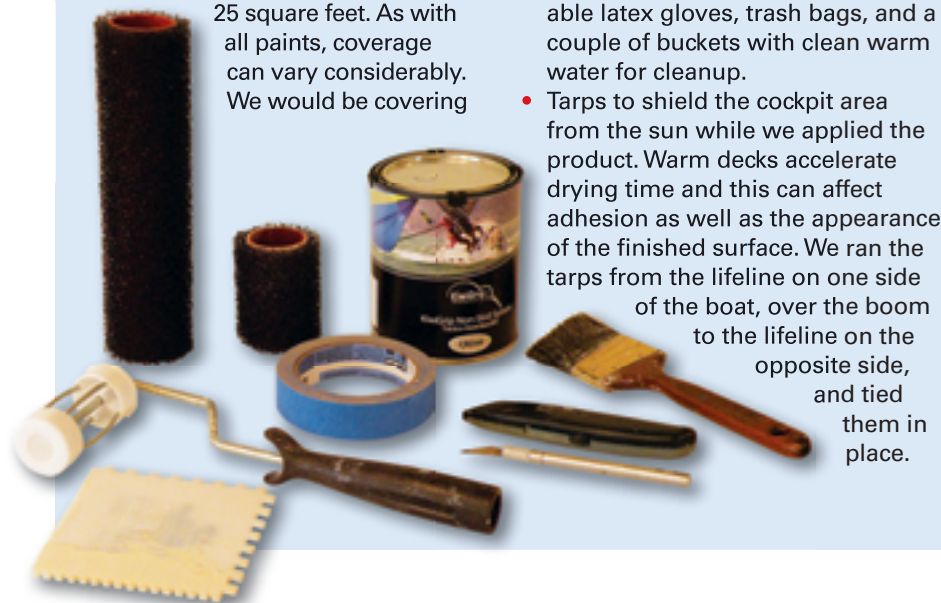 25 square feet. As with
all paints, coverage
can vary considerably.
We would be covering
able latex gloves, trash bags, and a
couple of buckets with clean warm
water for cleanup.
• Tarps to shield the cockpit area
from the sun while we applied the
product. Warm decks accelerate
drying time and this can affect
adhesion as well as the appearance
of the finished surface. We ran the
tarps from the lifeline on one side
of the boat, over the boom
to the lifeline on the
opposite side,
and tied
them in
place.